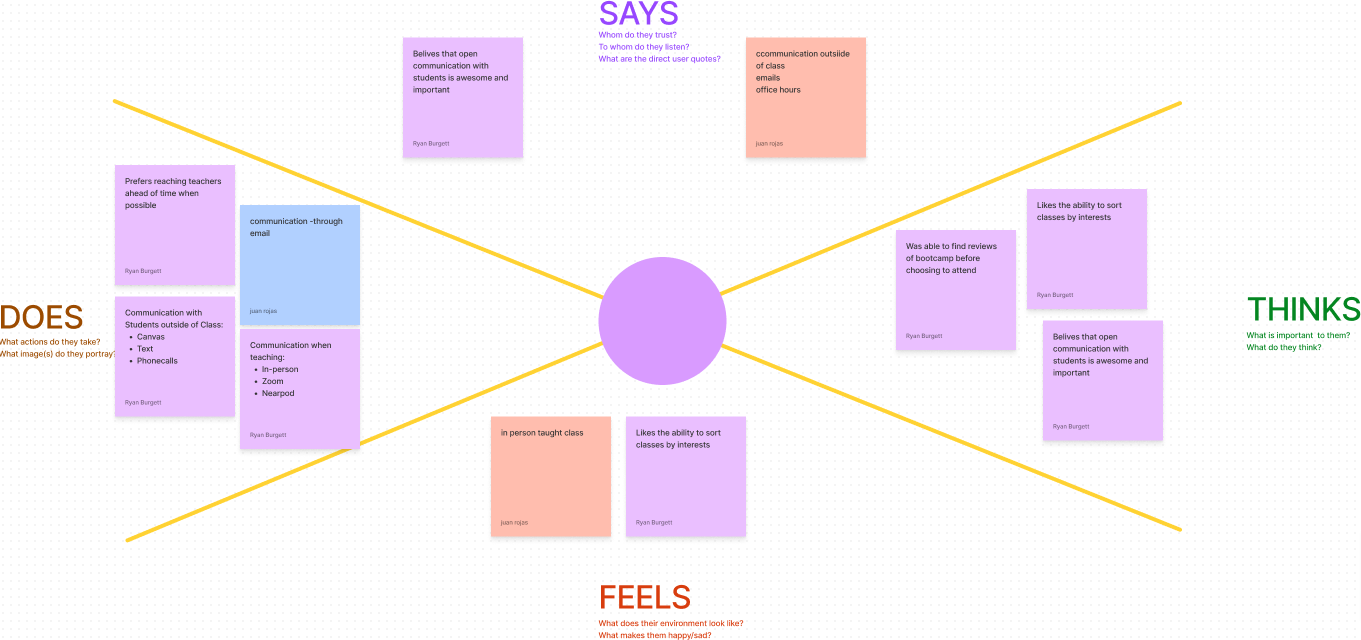 SAYS
Whom do they trust?
To whom do they listen?
What are the direct user quotes?
Belives that open
communication with
students is awesome and
important
Ryan Burgett
ccommunication outsiide
of class
emails
office hours
juan rojas
DOES
What actions do they take?
What image(s) do they portray?
Prefers reaching teachers
ahead of time when
possible
Ryan Burgett
communication -through
email
juan rojas
Communication with
Students outside of Class:
• Canvas
• Text
• Phonecalls
Ryan Burgett
Communication when
teaching:
• In-person
• Zoom
• Nearpod
Ryan Burgett
THINKS
What is important  to them?
What do they think?
Likes the ability to sort
classes by interests
Ryan Burgett
Was able to find reviews
of bootcamp before
choosing to attend
Ryan Burgett
Belives that open
communication with
students is awesome and
important
Ryan Burgett
in person taught class
juan rojas
Likes the ability to sort
classes by interests
Ryan Burgett
FEELS
What does their environment look like?
What makes them happy/sad?